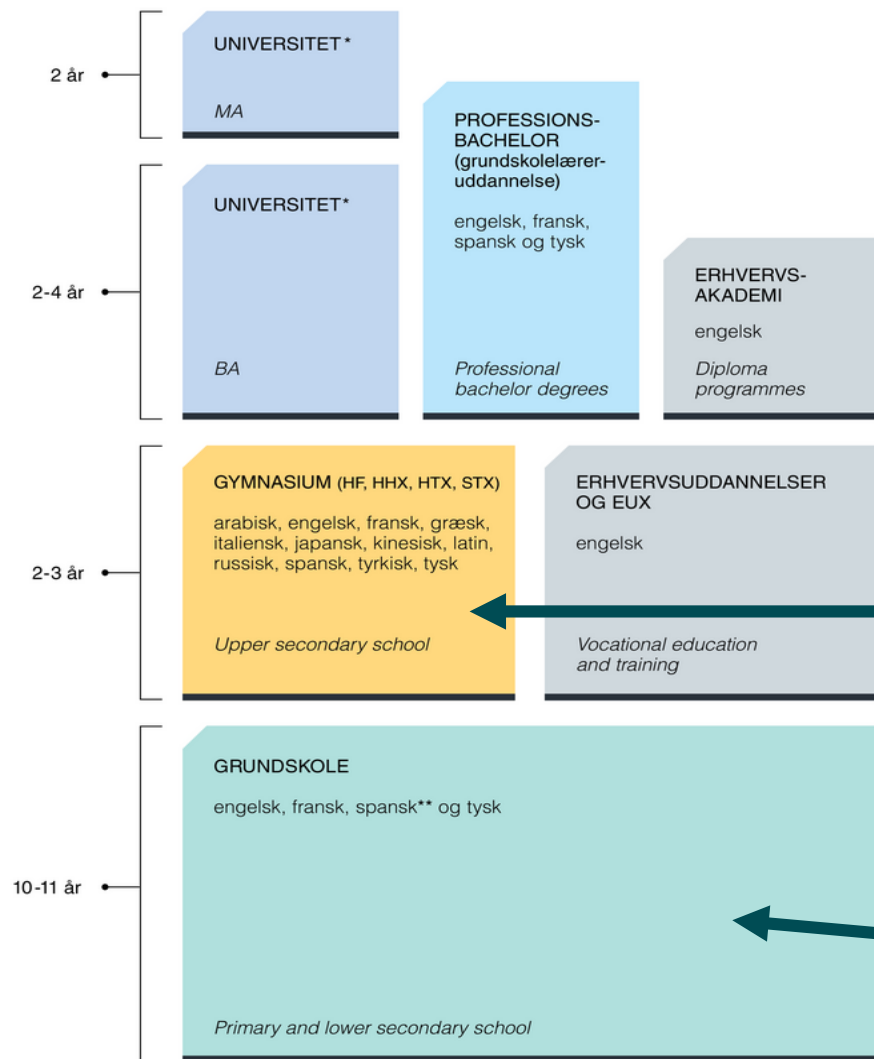 2 år
UNIVERSITET*
MA
PROFESSIONS-
BACHELOR
(grundskolelærer-
uddannelse)
engelsk, fransk,
spansk og tysk
Professional
bachelor degrees
2-4 år
UNIVERSITET*
BA
ERHVERVS-
AKADEMI
engelsk
Diploma
programmes
2-3 år
GYMNASIUM (HF, HHX, HTX, STX)
arabisk, engelsk, fransk, græsk,
italiensk, japansk, kinesisk, latin,
russisk, spansk, tyrkisk, tysk
Upper secondary school
ERHVERVSUDDANNELSER
OG EUX
engelsk
Vocational education
and training
10-11 år
GRUNDSKOLE
engelsk, fransk, spansk** og tysk
Primary and lower secondary school